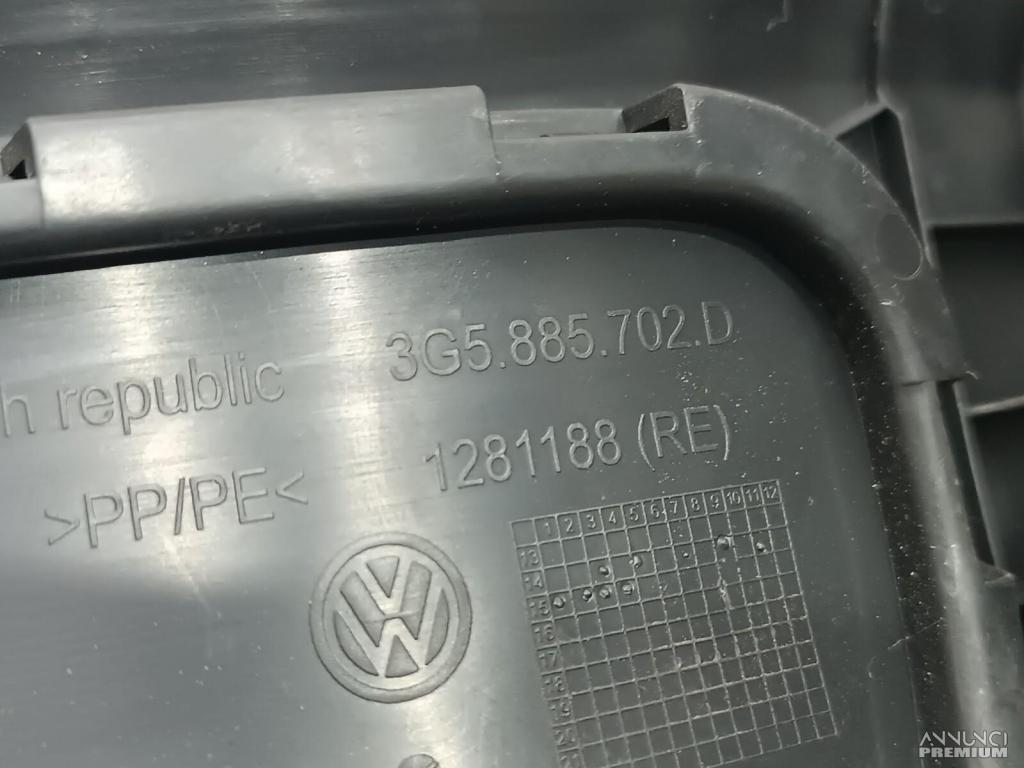 3G5.885.702.D
h republic
1281188 (RE)
>PP/PE<
1 2 3 4 5 6 7 8 9 10 11 12
13
14
15
16
17
18
19
20
ANNUNCI
PREMIUM